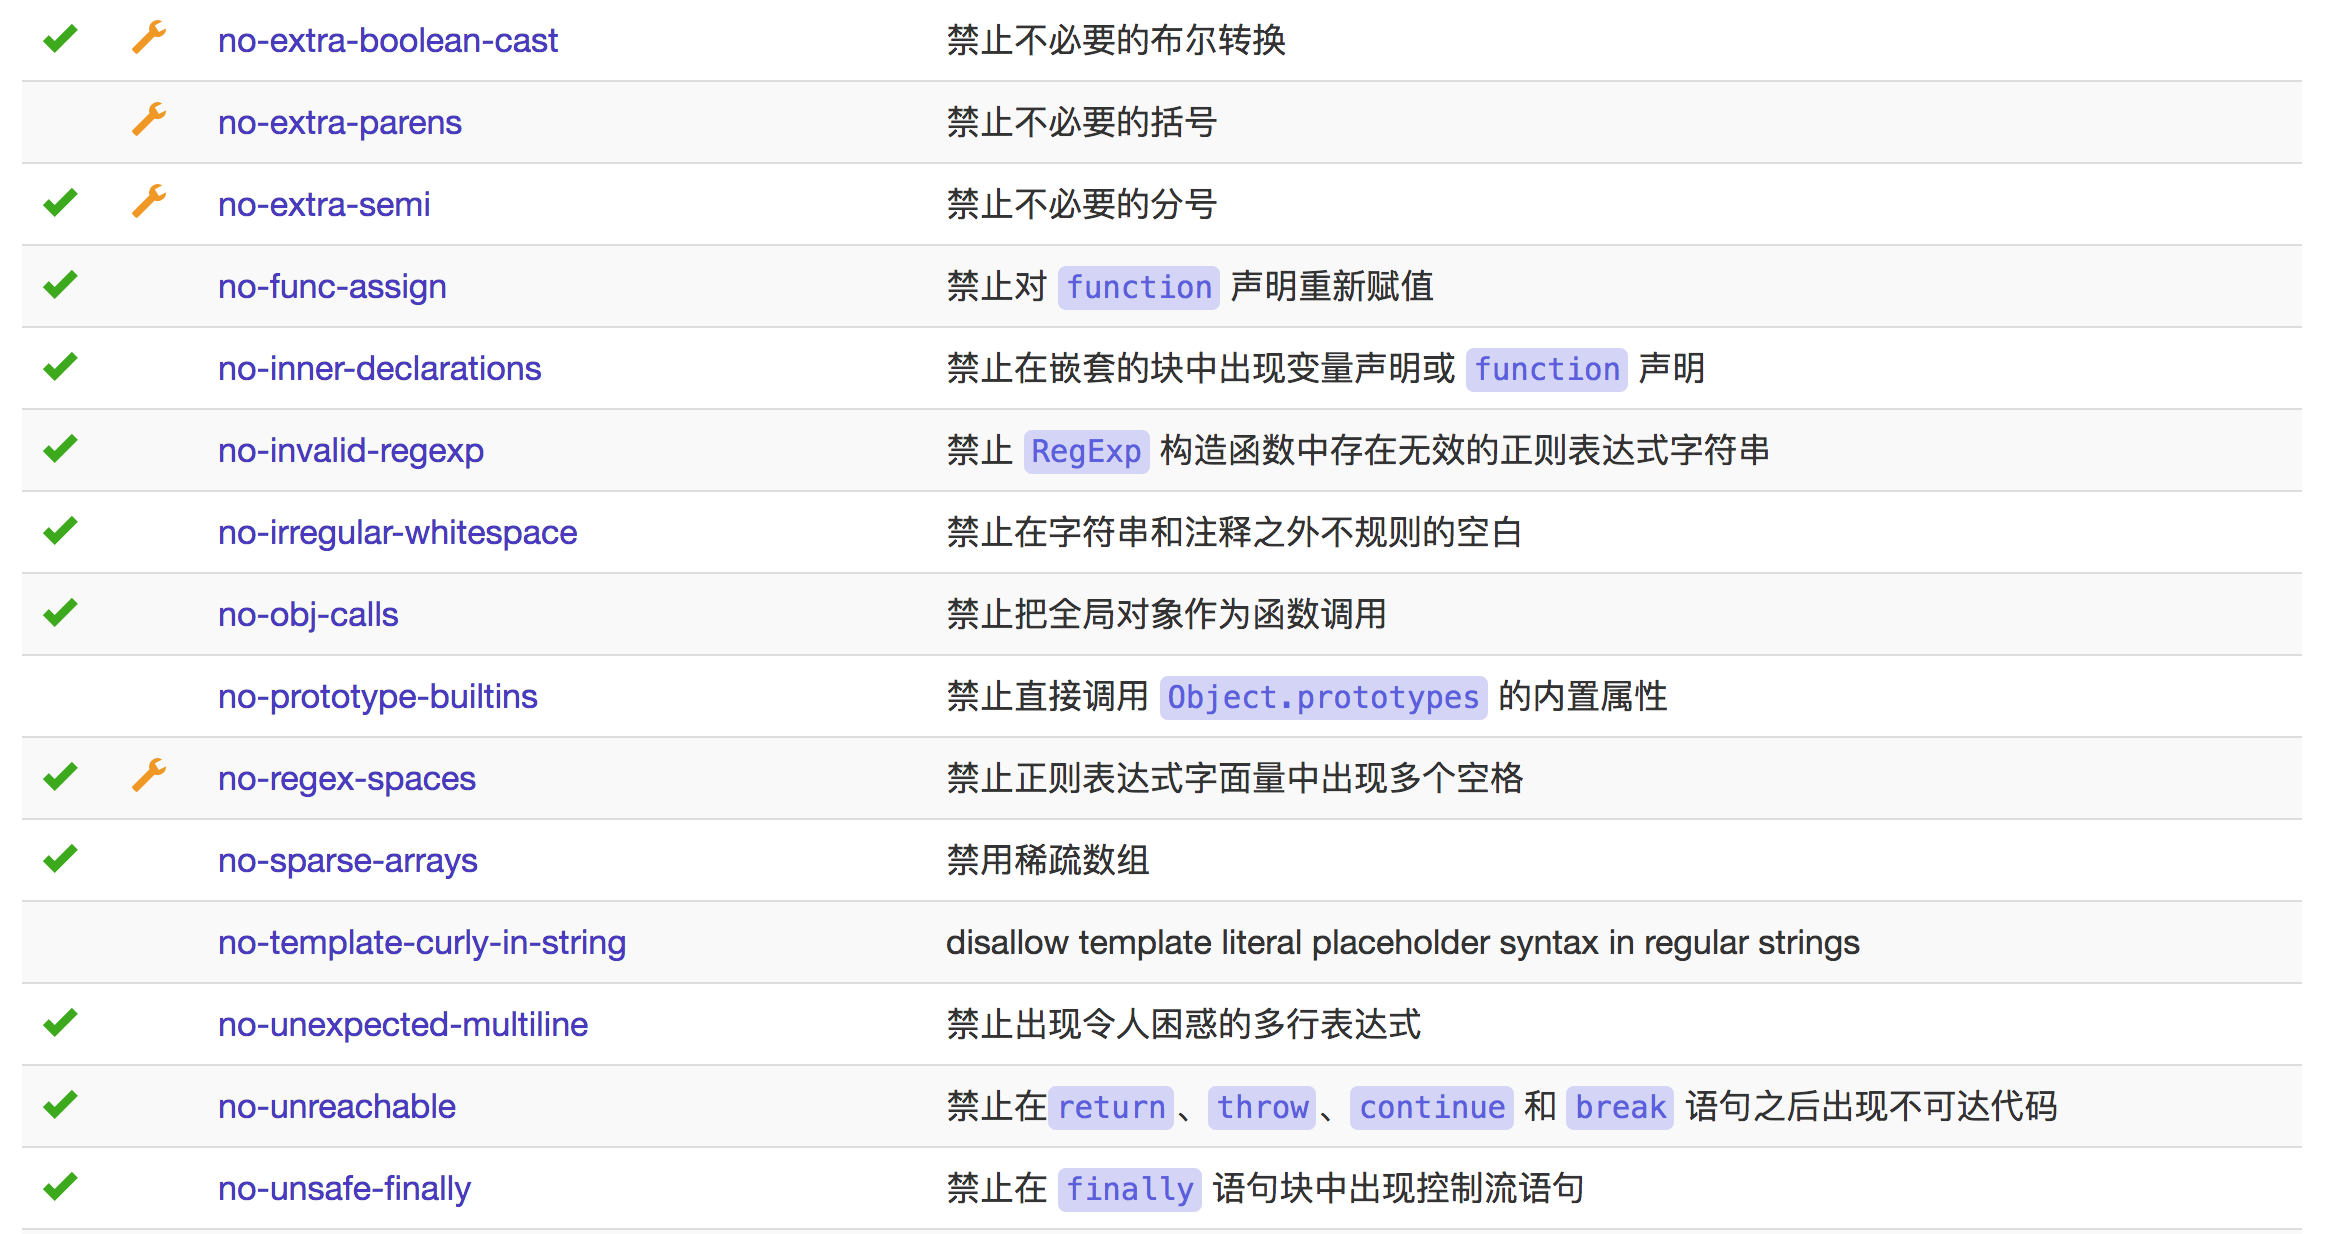 no-extra-boolean-cast 禁止不必要的布尔转换
no-extra-parens 禁止不必要的括号
no-extra-semi 禁止不必要的分号
no-func-assign 禁止对 function 声明重新赋值
no-inner-declarations 禁止在嵌套的块中出现变量声明或 function 声明
no-invalid-regexp 禁止 RegExp 构造函数中存在无效的正则表达式字符串
no-irregular-whitespace 禁止在字符串和注释之外不规则的空白
no-obj-calls 禁止把全局对象作为函数调用
no-prototype-builtins 禁止直接调用 Object.prototypes 的内置属性
no-regex-spaces 禁止正则表达式字面量中出现多个空格
no-sparse-arrays 禁用稀疏数组
no-template-curly-in-string disallow template literal placeholder syntax in regular strings
no-unexpected-multiline 禁止出现令人困惑的多行表达式
no-unreachable 禁止在return、throw、continue 和 break 语句之后出现不可达代码
no-unsafe-finally 禁止在 finally 语句块中出现控制流语句